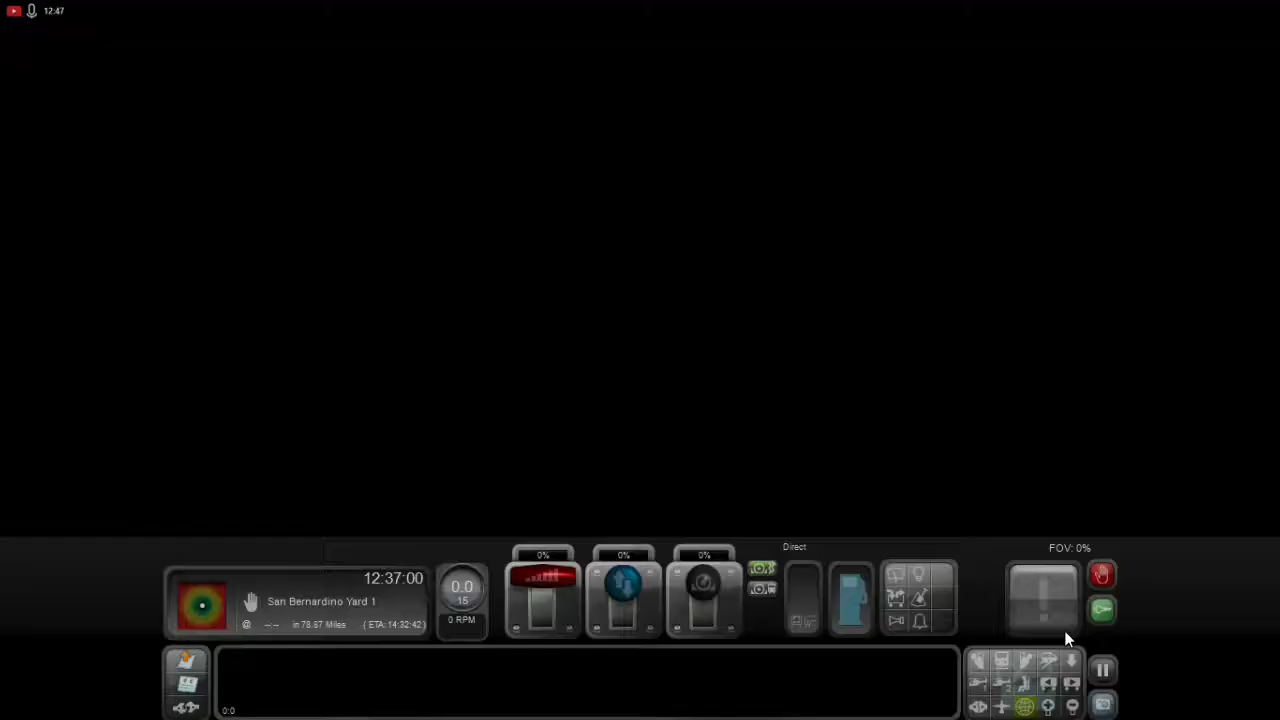 12:47
FOV: 0%
Direct
0%
0%
0%
12:37:00
0.0
15
0 RPM
San Bernardino Yard 1
@ --:-- in 78.87 Miles ( ETA: 14:32:42)
0:0